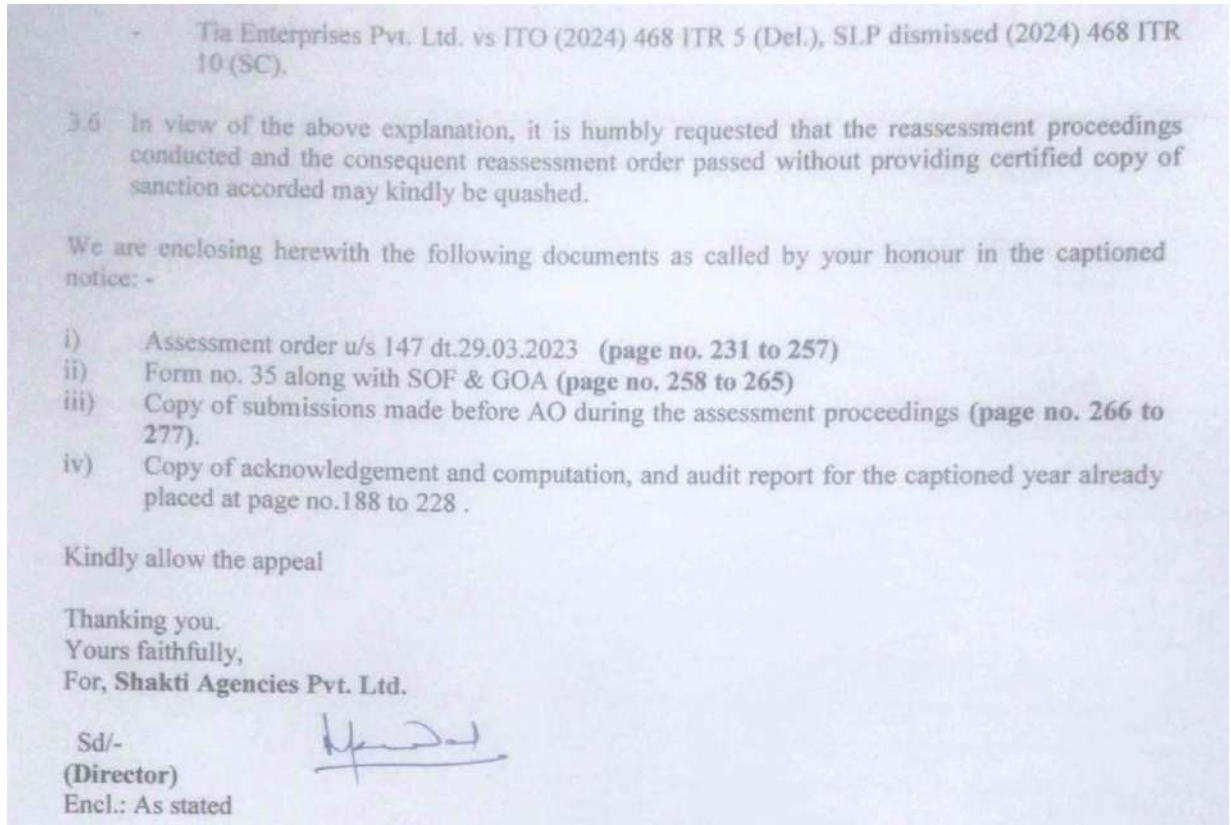 - Tia Enterprises Pvt. Ltd. vs ITO (2024) 468 ITR 5 (Del.), SLP dismissed (2024) 468 ITR
10 (SC).
3.6 In view of the above explanation, it is humbly requested that the reassessment proceedings
conducted and the consequent reassessment order passed without providing certified copy of
sanction accorded may kindly be quashed.
We are enclosing herewith the following documents as called by your honour in the captioned
notice: -
i) Assessment order u/s 147 dt.29.03.2023 (page no. 231 to 257)
ii) Form no. 35 along with SOF & GOA (page no. 258 to 265)
iii) Copy of submissions made before AO during the assessment proceedings (page no. 266 to
277).
iv) Copy of acknowledgement and computation, and audit report for the captioned year already
placed at page no.188 to 228 .
Kindly allow the appeal
Thanking you.
Yours faithfully,
For, Shakti Agencies Pvt. Ltd.
Sd/-
(Director)
Encl.: As stated